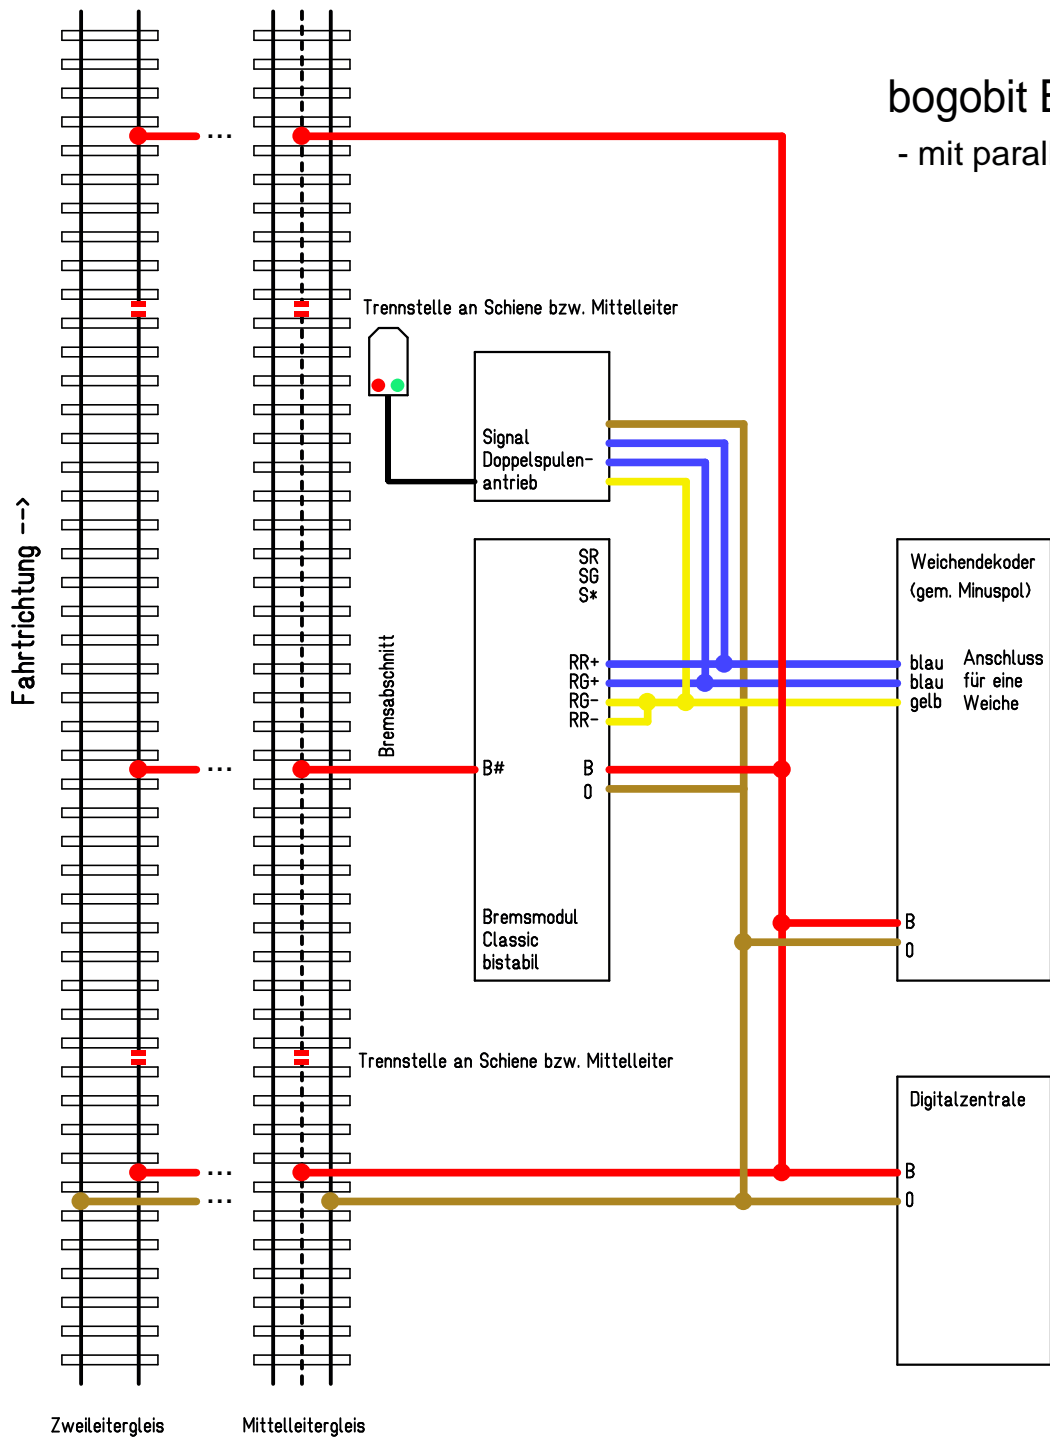 bogobit B
- mit paral
...
Trennstelle an Schiene bzw. Mittelleiter
Signal
Doppelspulen-
antrieb
Fahrtrichtung -->
SR
SG
S*
Weichendekoder
(gem. Minuspol)
Bremsabschnitt
RR+
RG+
RG-
RR-
blau
blau
gelb
Anschluss
für eine
Weiche
...
B#
B
0
Bremsmodul
Classic
bistabil
B
0
Trennstelle an Schiene bzw. Mittelleiter
Digitalzentrale
...
...
B
0
Zweileitergleis
Mittelleitergleis